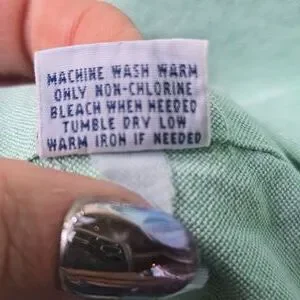 MACHINE WASH WARM
ONLY NON-CHLORINE
BLEACH WHEN NEEDED
TUMBLE DRY LOW
WARM IRON IF NEEDED